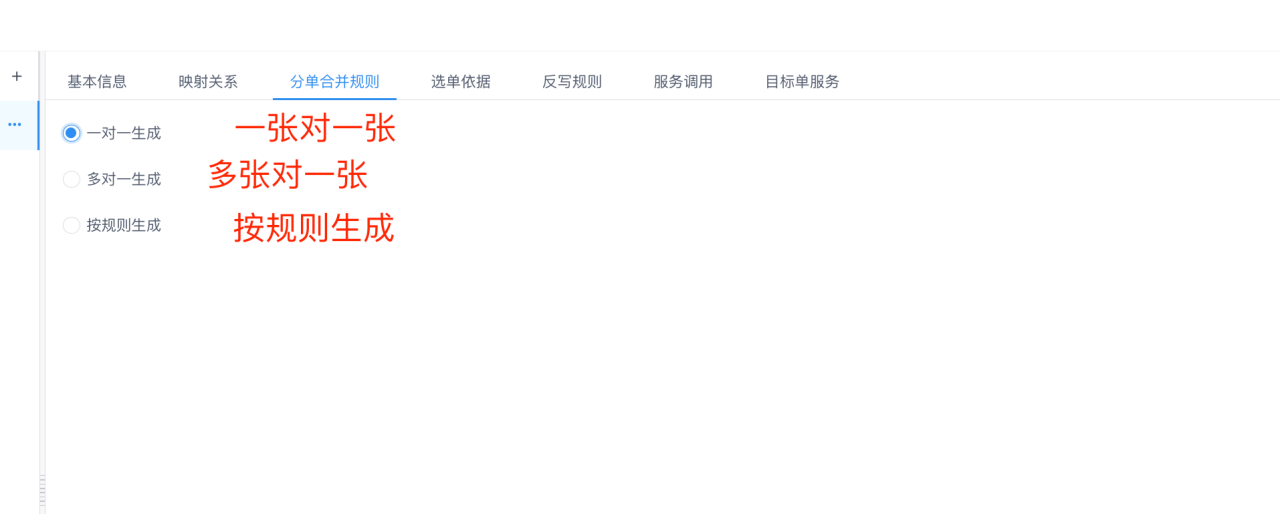 +
基本信息 映射关系 分单合并规则 选单依据 反写规则 服务调用 目标单服务
一对一生成 一张对一张
多对一生成 多张对一张
按规则生成 按规则生成